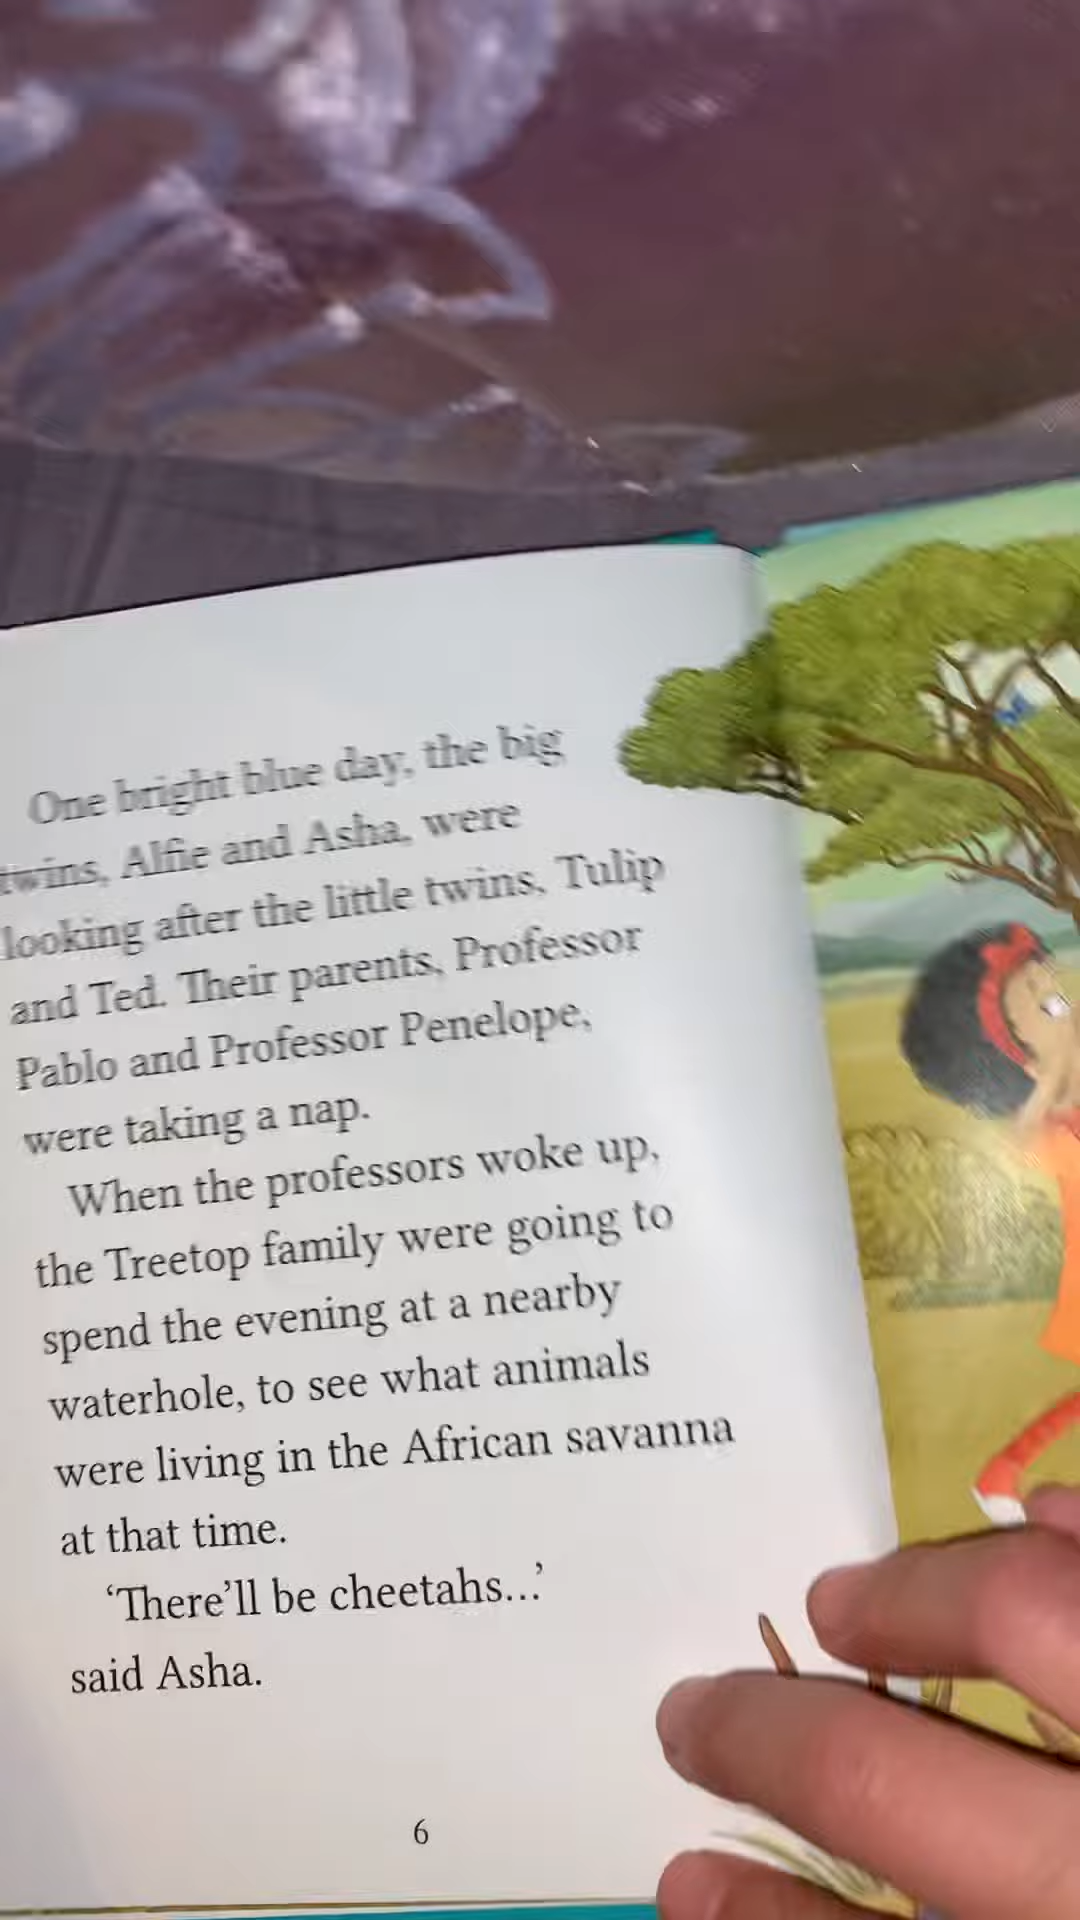 One bright blue day, the big
twins, Alfie and Asha, were
looking after the little twins, Tulip
and Ted. Their parents, Professor
Pablo and Professor Penelope,
were taking a nap.
When the professors woke up,
the Treetop family were going to
spend the evening at a nearby
waterhole, to see what animals
were living in the African savanna
at that time.
‘There’ll be cheetahs...’
said Asha.
6